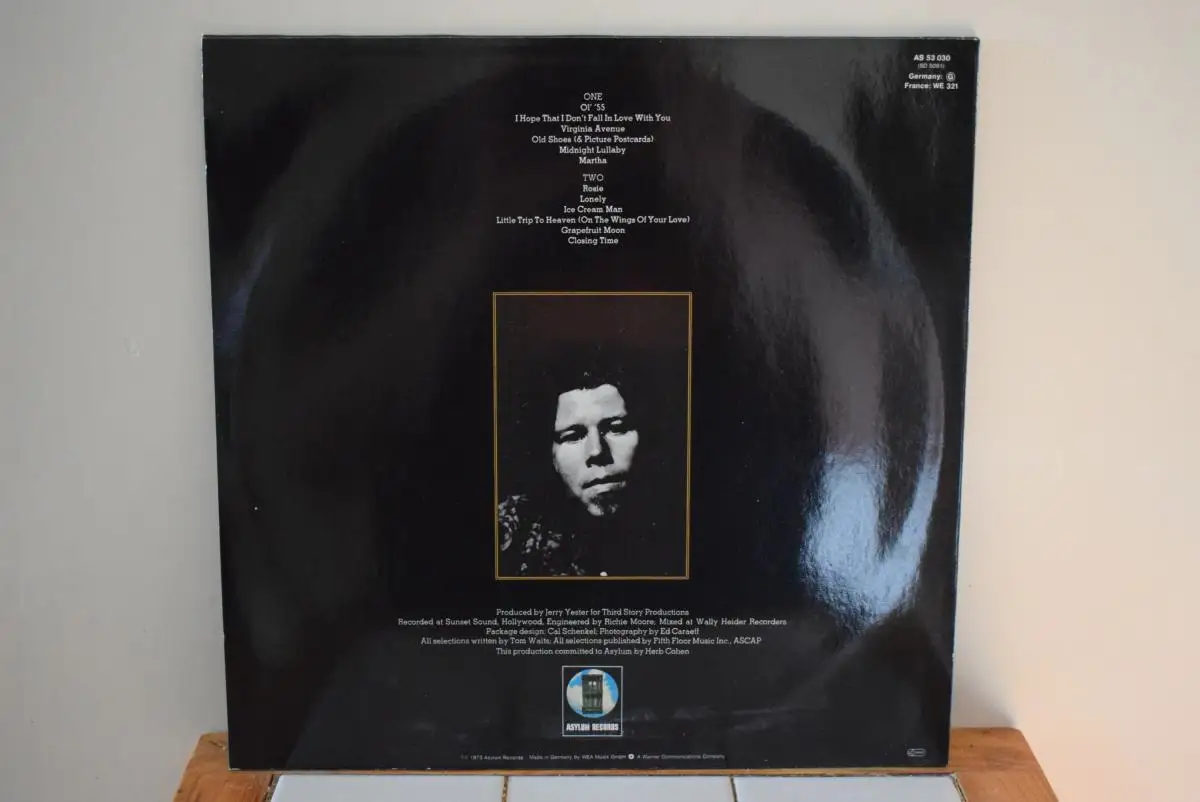 AS 53 030
(SD 5061)
Germany: G
France: WE 321
ONE
Ol' '55
I Hope That I Don't Fall In Love With You
Virginia Avenue
Old Shoes (& Picture Postcards)
Midnight Lullaby
Martha
TWO
Rosie
Lonely
Ice Cream Man
Little Trip To Heaven (On The Wings Of Your Love)
Grapefruit Moon
Closing Time
Produced by Jerry Yester for Third Story Productions
Recorded at Sunset Sound, Hollywood, Engineered by Richie Moore; Mixed at Wally Heider Recorders
Package design: Cal Schenkel; Photography by Ed Caraeff
All selections written by Tom Waits; All selections published by Fifth Floor Music Inc., ASCAP
This production committed to Asylum by Herb Cohen
ASYLUM RECORDS
1973 Asylum Records Made in Germany by WEA Musik GmbH A Warner Communications Company